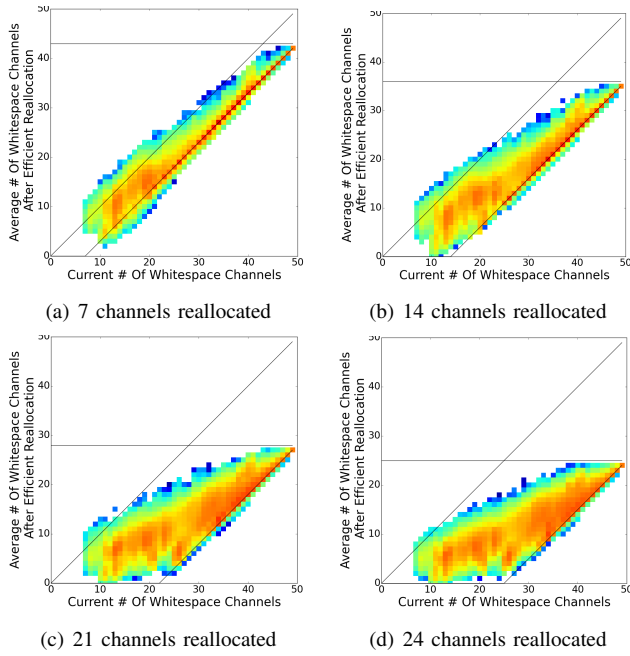 50
40
30
20
10
0
Average # Of Whitespace Channels
After Efficient Reallocation
0 10 20 30 40 50
Current # Of Whitespace Channels
(a) 7 channels reallocated
50
40
30
20
10
0
Average # Of Whitespace Channels
After Efficient Reallocation
0 10 20 30 40 50
Current # Of Whitespace Channels
(b) 14 channels reallocated
50
40
30
20
10
0
Average # Of Whitespace Channels
After Efficient Reallocation
0 10 20 30 40 50
Current # Of Whitespace Channels
(c) 21 channels reallocated
50
40
30
20
10
0
Average # Of Whitespace Channels
After Efficient Reallocation
0 10 20 30 40 50
Current # Of Whitespace Channels
(d) 24 channels reallocated